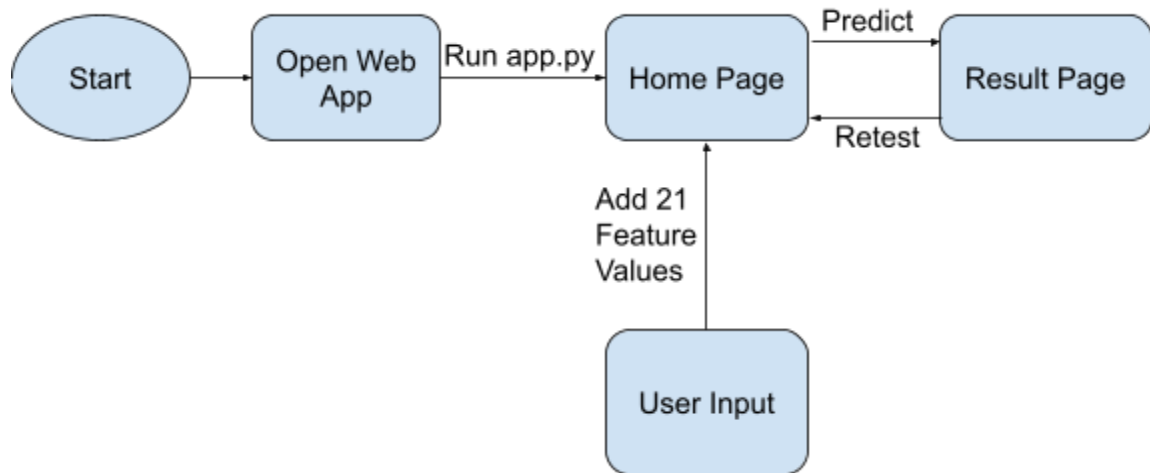 Start
Open Web
App
Run app.py
Home Page
Predict
Result Page
Retest
Add 21
Feature
Values
User Input